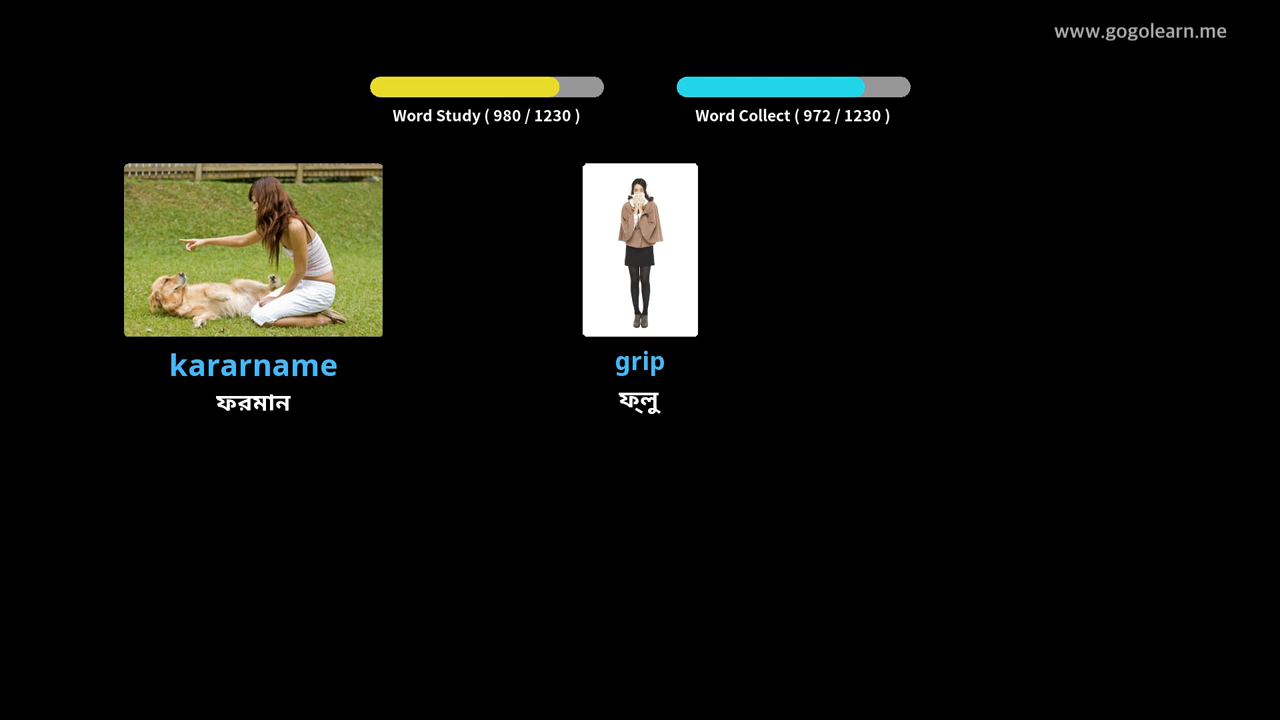 www.gogolearn.me
Word Study ( 980 / 1230 )
Word Collect ( 972 / 1230 )
kararname
ফরমান
grip
ফ্লু